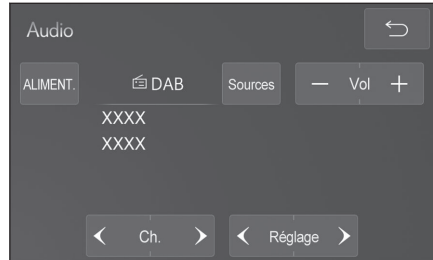 Audio
ALIMENT. DAB Sources − Vol +
XXXX
XXXX
Ch. Réglage